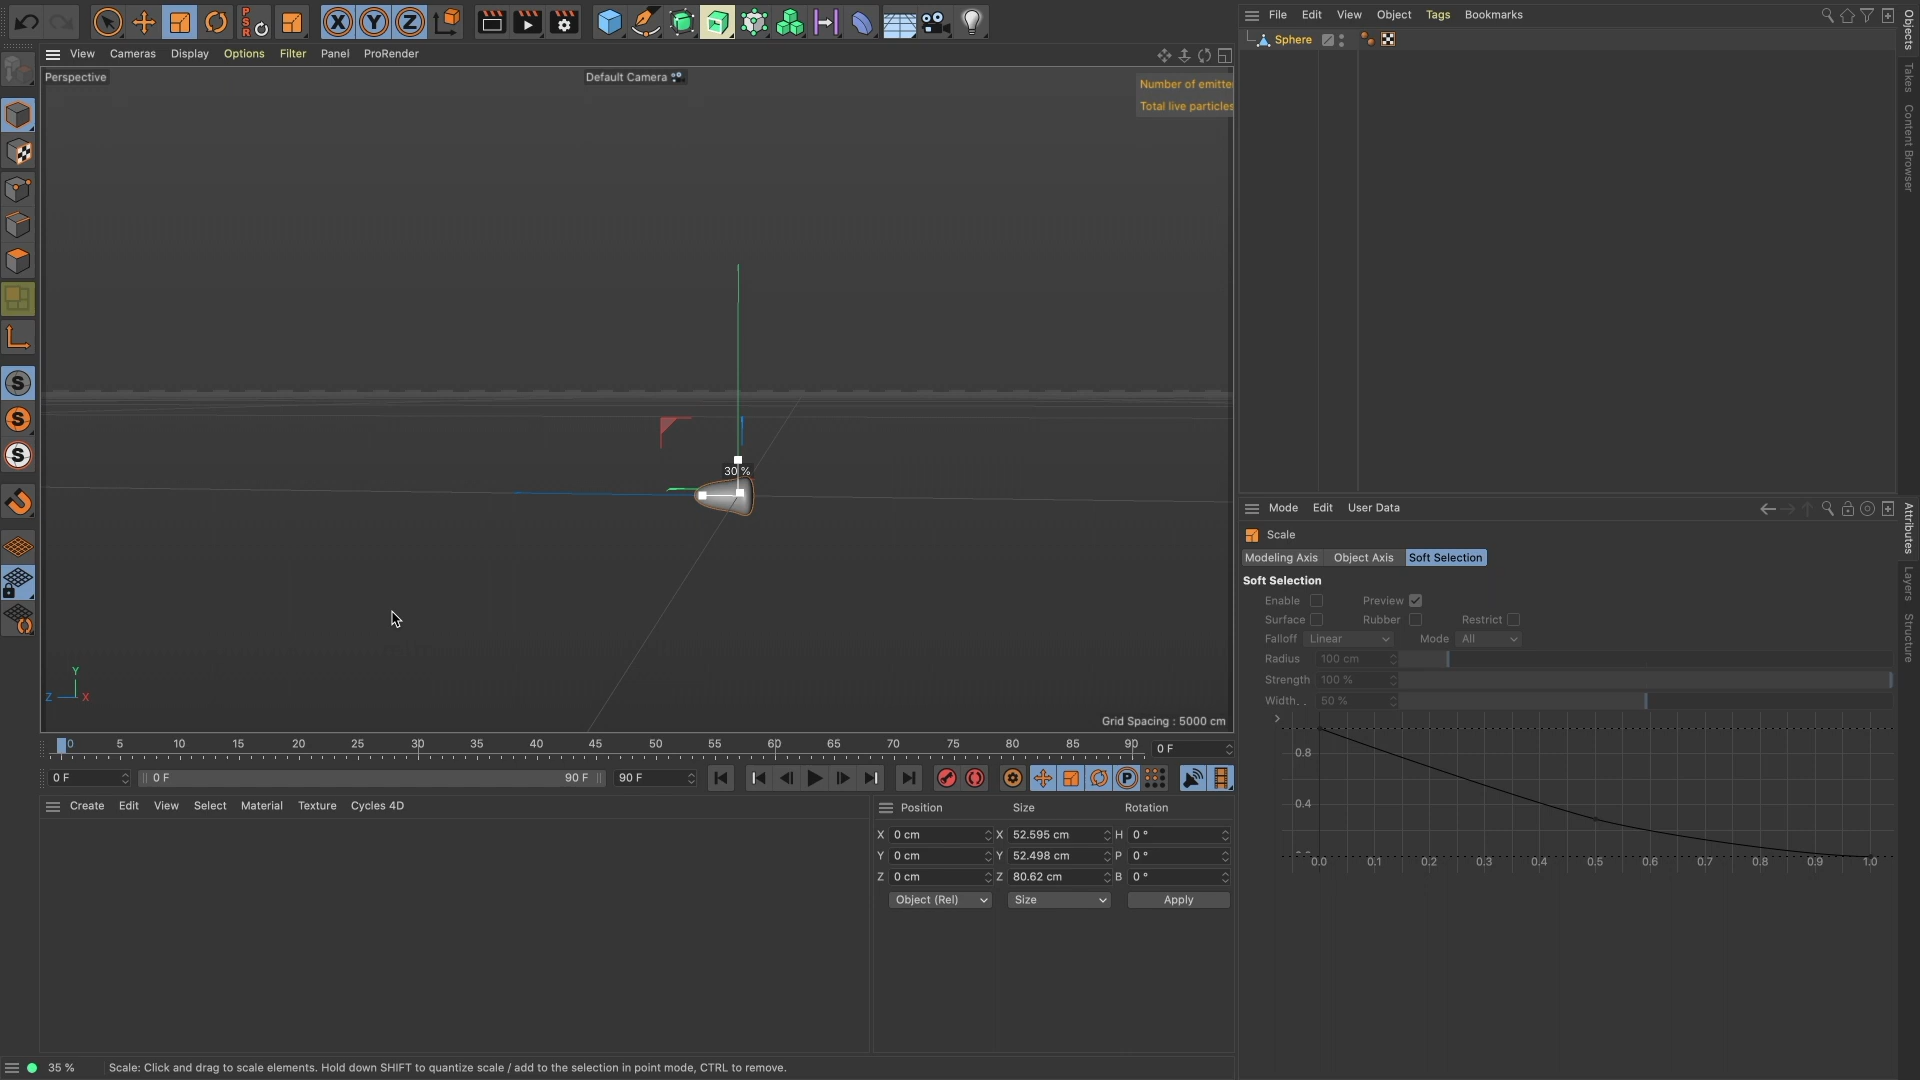 File Edit View Object Tags Bookmarks
PSR
X Y Z
View Cameras Display Options Filter Panel ProRender
Sphere
Objects
Takes
Content Browser
Perspective
Default Camera
Number of emitte
Total live particles
30 %
Y
Z X
Grid Spacing : 5000 cm
S
S
S
Mode Edit User Data
Scale
Modeling Axis Object Axis Soft Selection
Soft Selection
Enable Preview
Surface Rubber Restrict
Falloff Linear Mode All
Radius 100 cm
Strength 100 %
Width . . 50 %
0.8
0.4
0.0 0.1 0.2 0.3 0.4 0.5 0.6 0.7 0.8 0.9 1.0
Attributes
Layers
Structure
0 5 10 15 20 25 30 35 40 45 50 55 60 65 70 75 80 85 90 0 F
0 F 0 F 90 F 90 F P
Create Edit View Select Material Texture Cycles 4D
Position Size Rotation
X 0 cm X 52.595 cm H 0 °
Y 0 cm Y 52.498 cm P 0 °
Z 0 cm Z 80.62 cm B 0 °
Object (Rel) Size Apply
35 % Scale: Click and drag to scale elements. Hold down SHIFT to quantize scale / add to the selection in point mode, CTRL to remove.